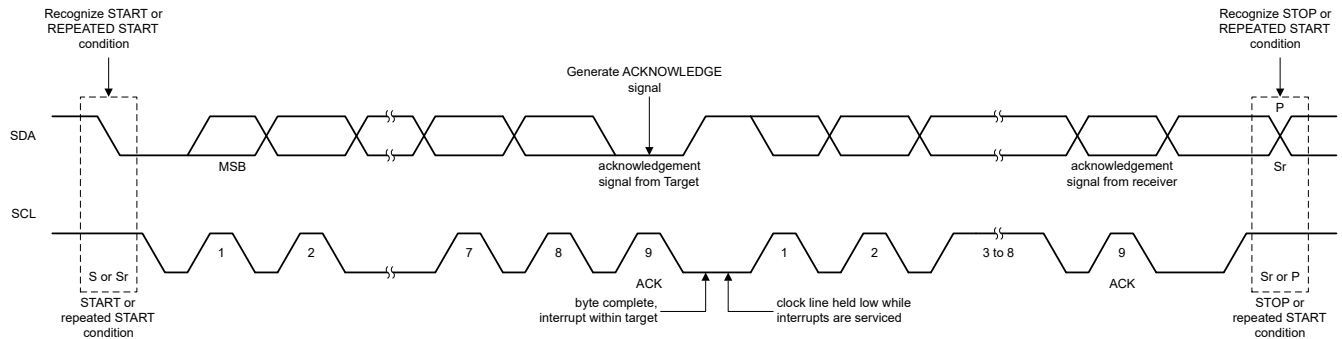 Recognize START or
REPEATED START
condition
Recognize STOP or
REPEATED START
condition
Generate ACKNOWLEDGE
signal
P
SDA
MSB
acknowledgement
signal from Target
acknowledgement
signal from receiver
Sr
SCL
1
2
7
8
9
1
2
3 to 8
9
S or Sr
ACK
ACK
Sr or P
START or
repeated START
condition
byte complete,
interrupt within target
clock line held low while
interrupts are serviced
STOP or
repeated START
condition